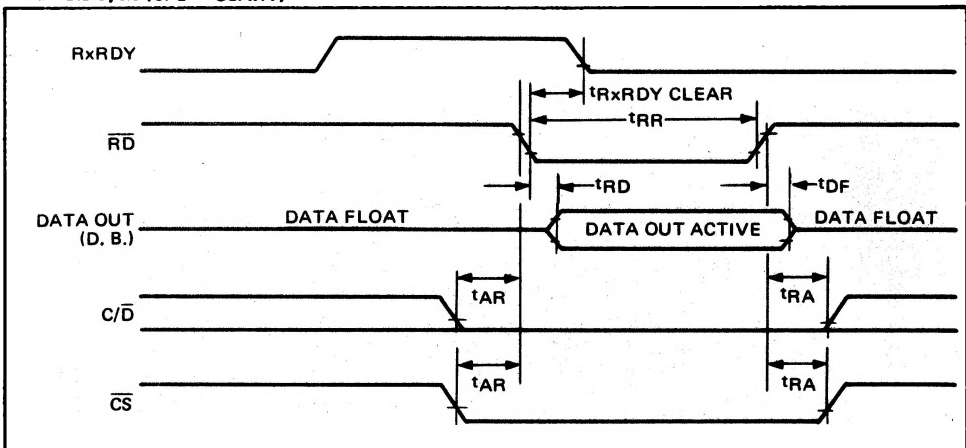 RxRDY
tRxRDY CLEAR
tRR
RD
tRD
tDF
DATA OUT
(D. B.)
DATA FLOAT
DATA OUT ACTIVE
DATA FLOAT
tAR
tRA
C/D
tAR
tRA
CS